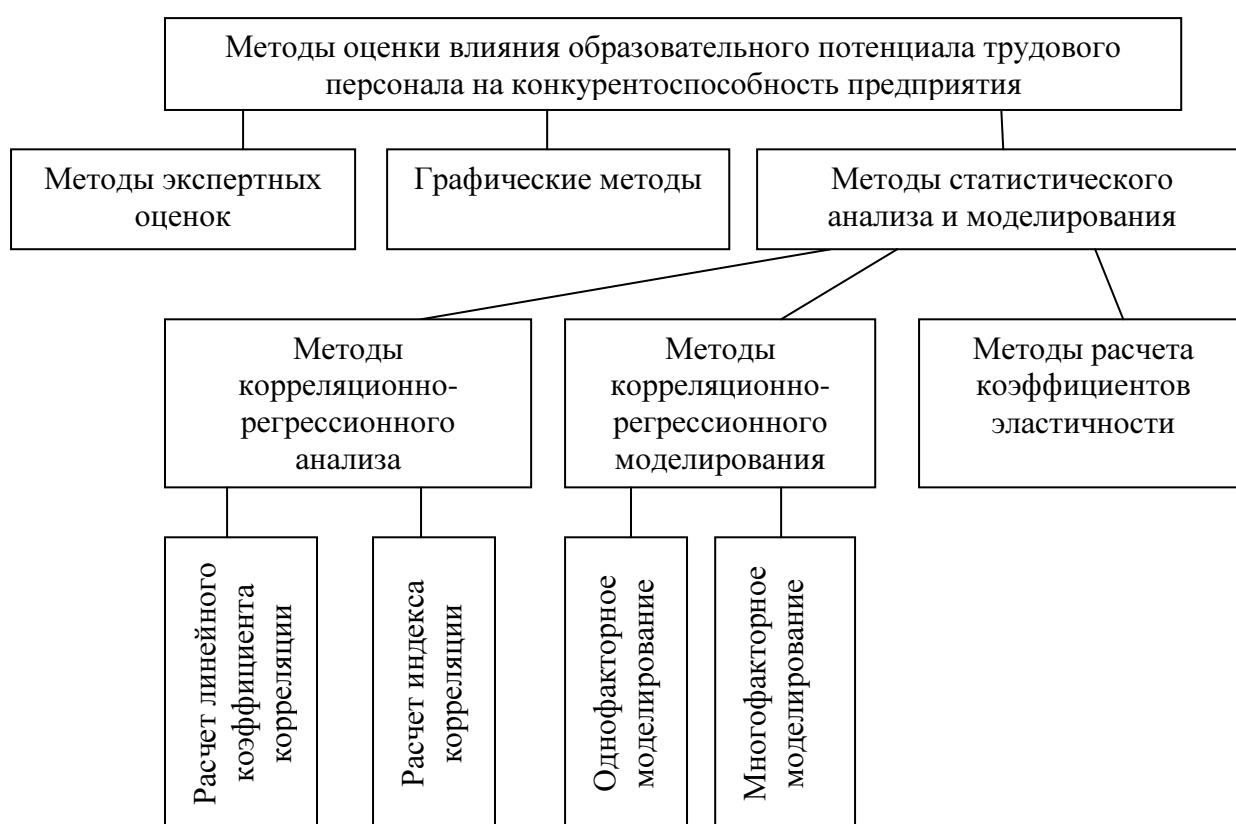 Методы оценки влияния образовательного потенциала трудового
персонала на конкурентоспособность предприятия
Методы экспертных
оценок
Графические методы
Методы статистического
анализа и моделирования
Методы
корреляционно-
регрессионного
анализа
Методы
корреляционно-
регрессионного
моделирования
Методы расчета
коэффициентов
эластичности
Расчет линейного
коэффициента
корреляции
Расчет индекса
корреляции
Однофакторное
моделирование
Многофакторное
моделирование